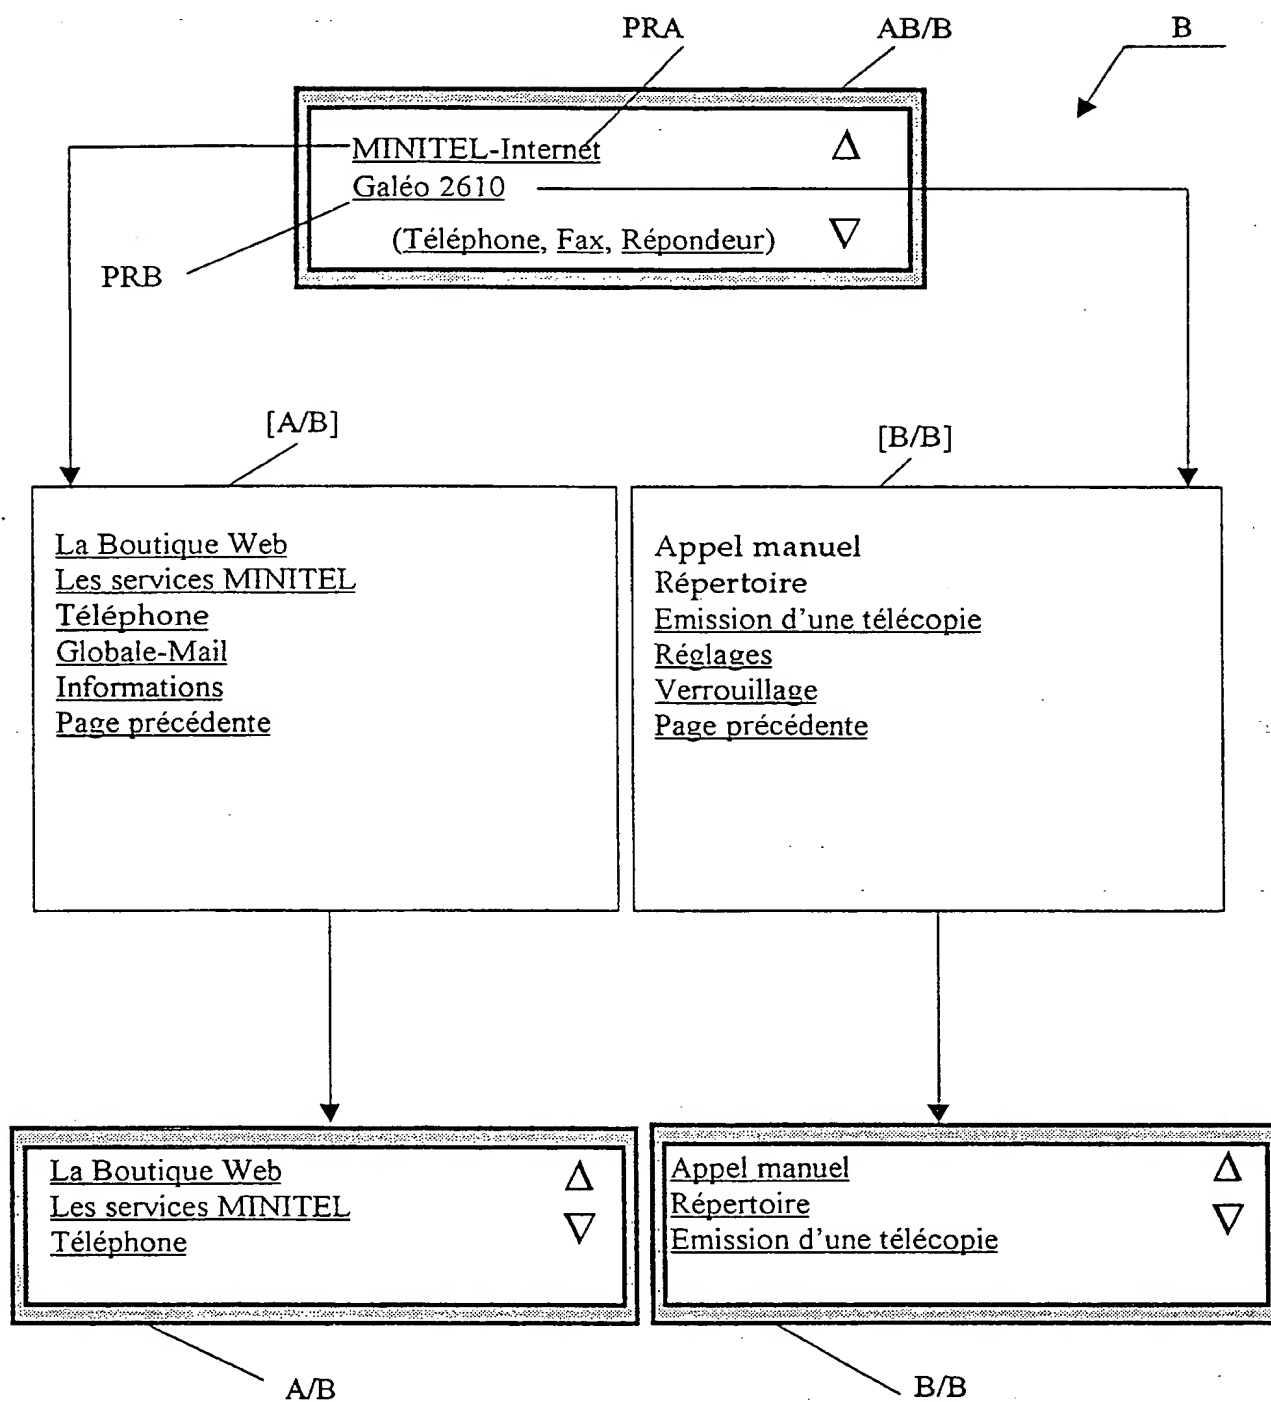 PRA AB/B B
MINITEL-Internet Δ
Galéo 2610
(Téléphone, Fax, Répondeur) ∇
PRB
[A/B]
[B/B]
La Boutique Web
Les services MINITEL
Téléphone
Globale-Mail
Informations
Page précédente
Appel manuel
Répertoire
Emission d'une télécopie
Réglages
Verrouillage
Page précédente
La Boutique Web Δ
Les services MINITEL ∇
Téléphone
Appel manuel Δ
Répertoire ∇
Emission d'une télécopie
A/B
B/B